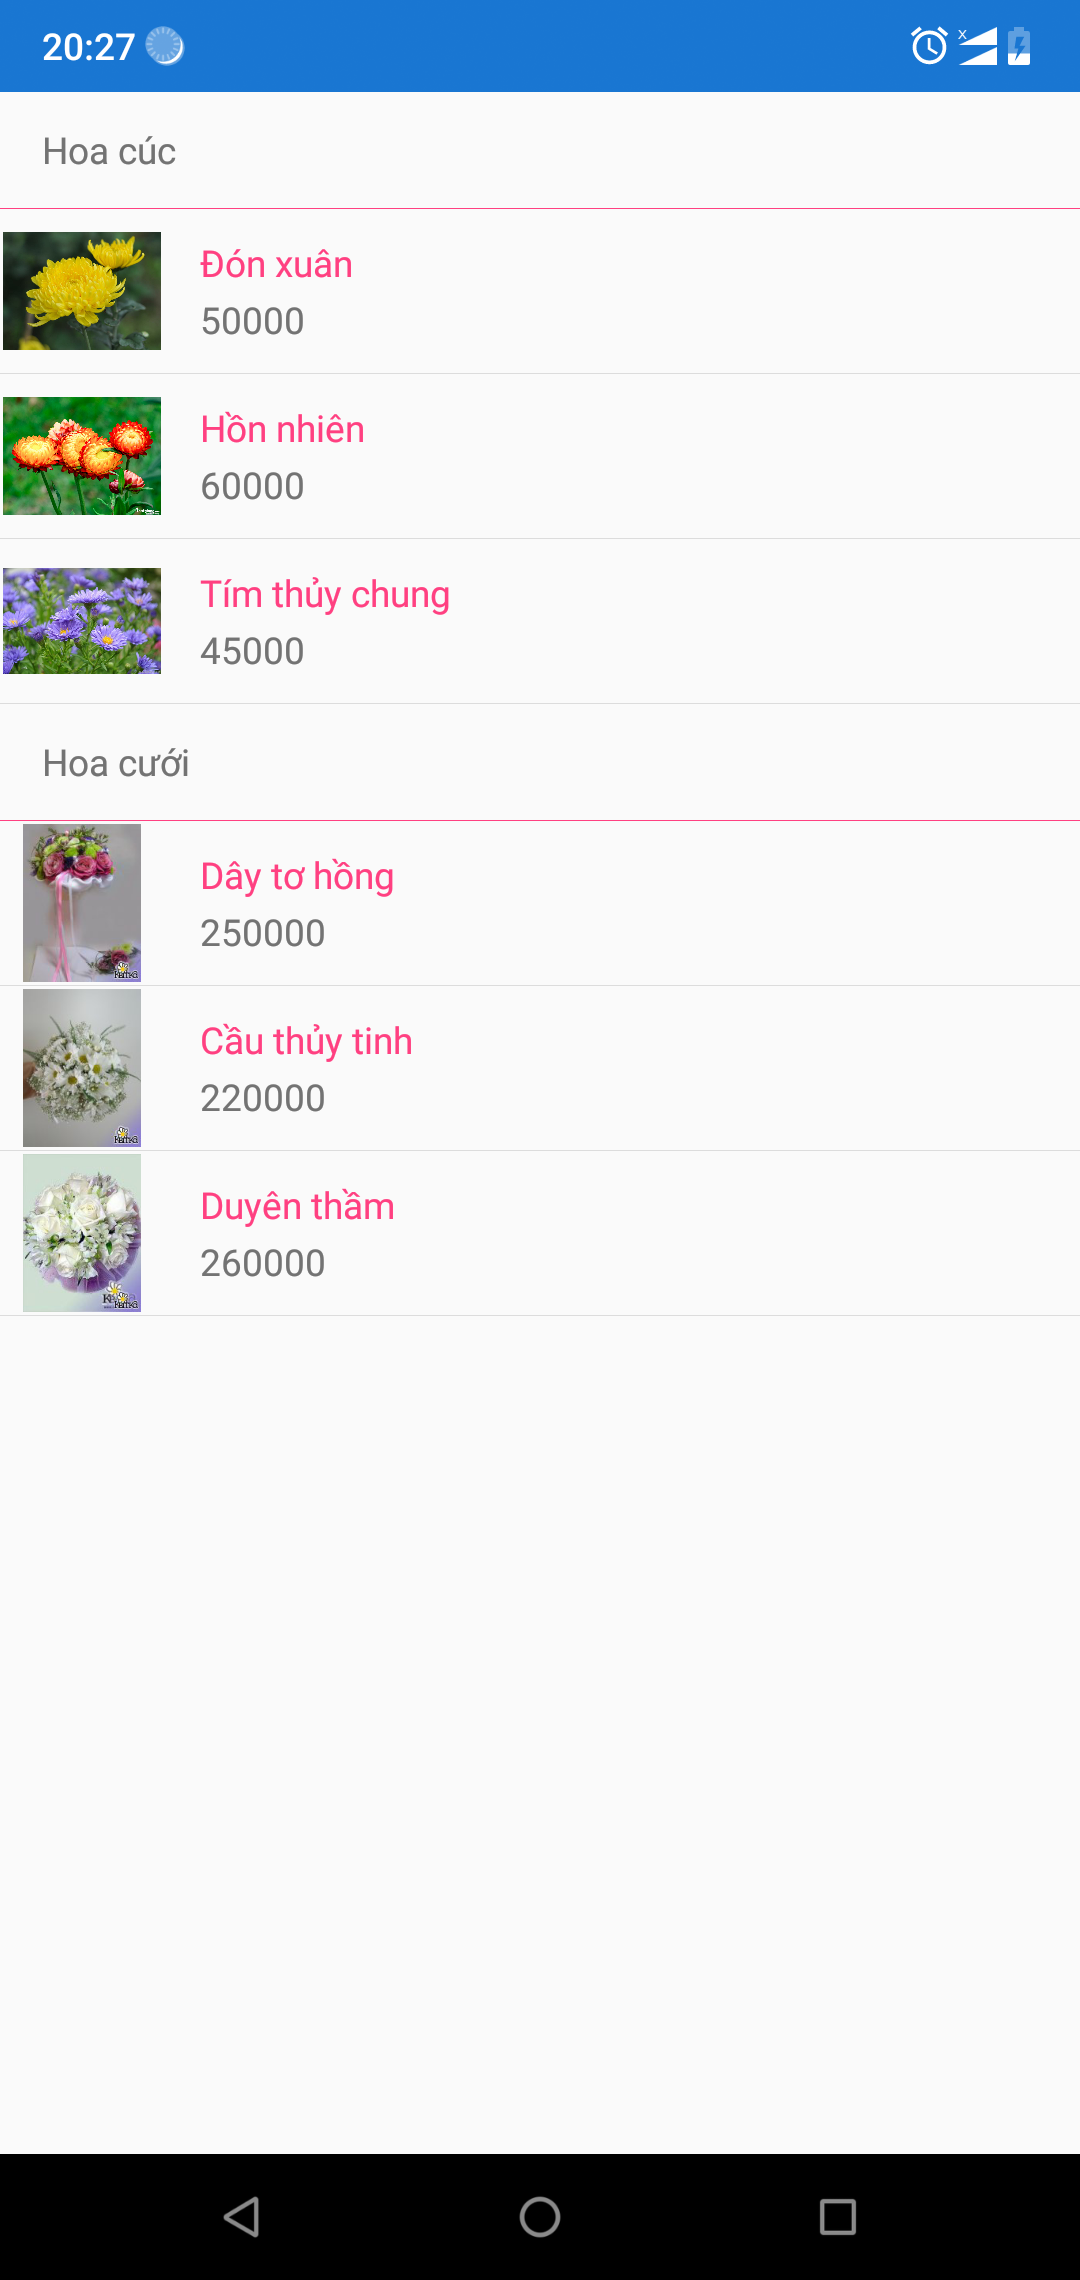 20:27
Hoa cúc
Đón xuân
50000
Hồn nhiên
60000
Tím thủy chung
45000
Hoa cưới
Dây tơ hồng
250000
Cầu thủy tinh
220000
Duyên thầm
260000